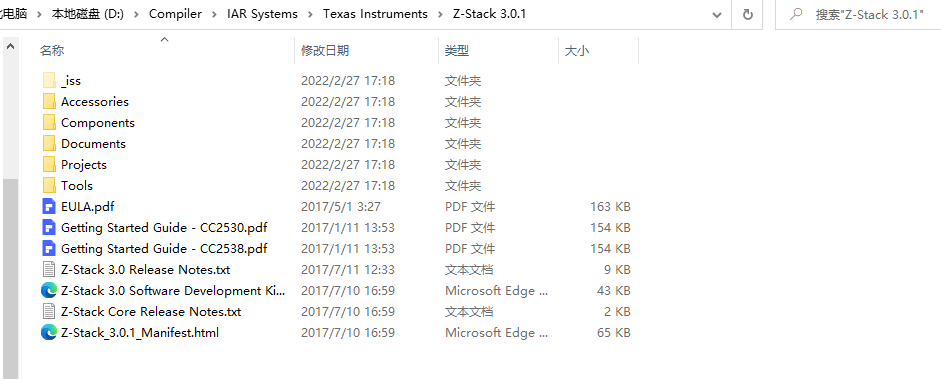 电脑 > 本地磁盘 (D:) > Compiler > IAR Systems > Texas Instruments > Z-Stack 3.0.1 搜索"Z-Stack 3.0.1"
名称 修改日期 类型 大小
_iss 2022/2/27 17:18 文件夹
Accessories 2022/2/27 17:18 文件夹
Components 2022/2/27 17:18 文件夹
Documents 2022/2/27 17:18 文件夹
Projects 2022/2/27 17:18 文件夹
Tools 2022/2/27 17:18 文件夹
EULA.pdf 2017/5/1 3:27 PDF 文件 163 KB
Getting Started Guide - CC2530.pdf 2017/1/11 13:53 PDF 文件 154 KB
Getting Started Guide - CC2538.pdf 2017/1/11 13:53 PDF 文件 154 KB
Z-Stack 3.0 Release Notes.txt 2017/7/11 12:33 文本文档 9 KB
Z-Stack 3.0 Software Development Ki... 2017/7/10 16:59 Microsoft Edge ... 43 KB
Z-Stack Core Release Notes.txt 2017/7/10 16:59 文本文档 2 KB
Z-Stack_3.0.1_Manifest.html 2017/7/10 16:59 Microsoft Edge ... 65 KB